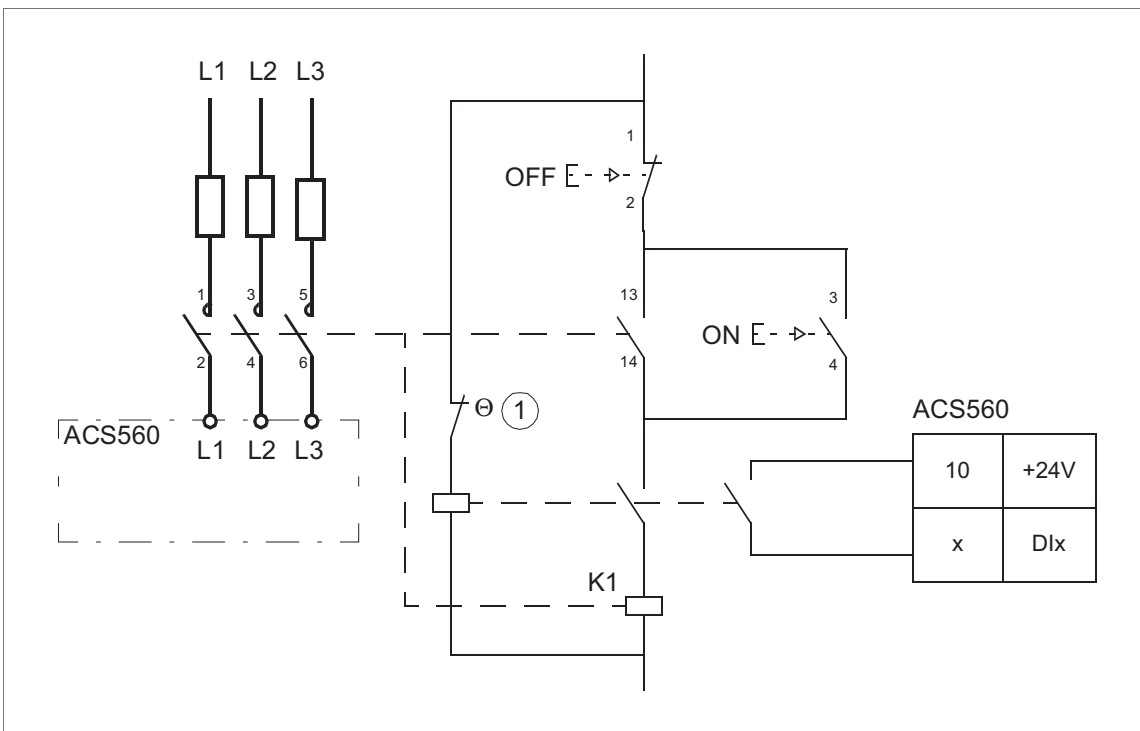 L1 L2 L3
1
OFF
2
1 3 5
13
3
ON
2 4 6
14
4
Θ 1
ACS560
ACS560
L1 L2 L3
10 +24V
x DIx
K1